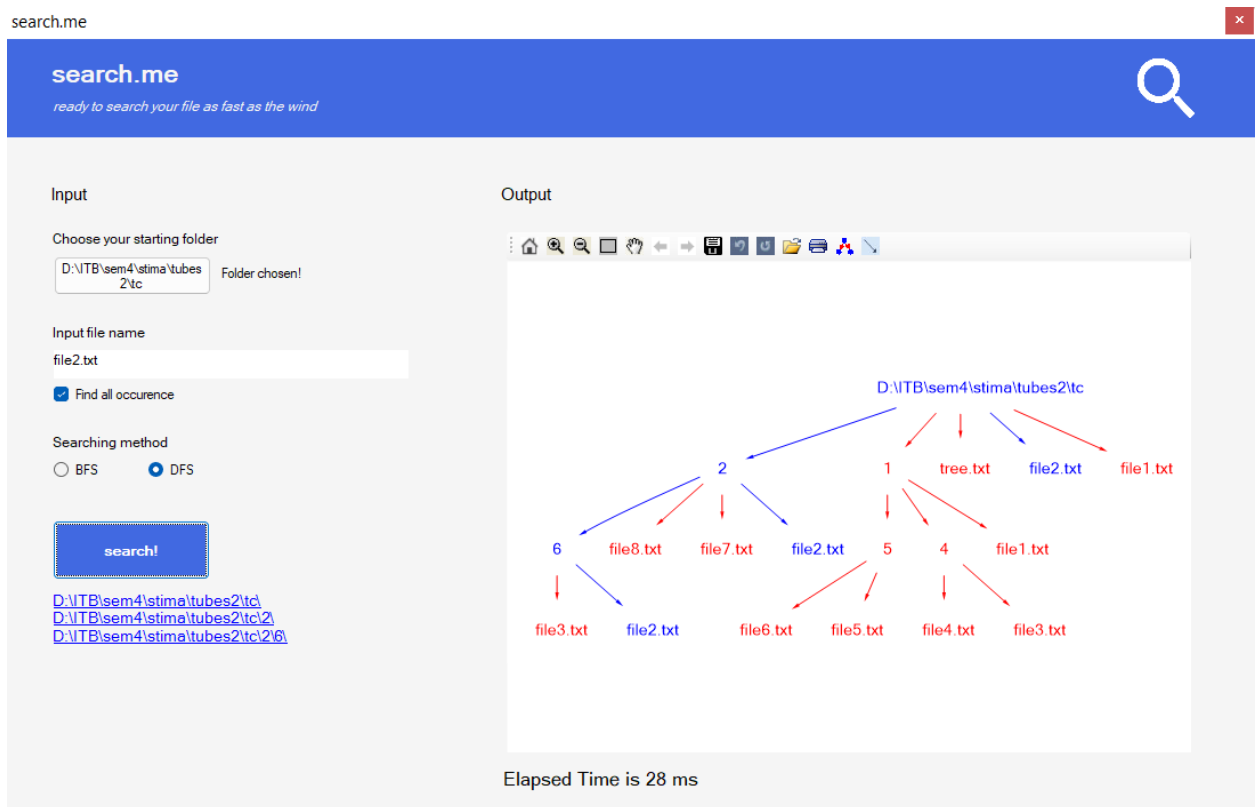 search.me
search.me
ready to search your file as fast as the wind
Input
Choose your starting folder
D:\ITB\sem4\stima\tubes
2\tc
Folder chosen!
Input file name
file2.txt
Find all occurence
Searching method
BFS DFS
search!
D:\ITB\sem4\stima\tubes2\tc\
D:\ITB\sem4\stima\tubes2\tc\2\
D:\ITB\sem4\stima\tubes2\tc\2\6\
Output
D:\ITB\sem4\stima\tubes2\tc
2 1 tree.txt file2.txt file1.txt
6 file8.txt file7.txt file2.txt 5 4 file1.txt
file3.txt file2.txt file6.txt file5.txt file4.txt file3.txt
Elapsed Time is 28 ms